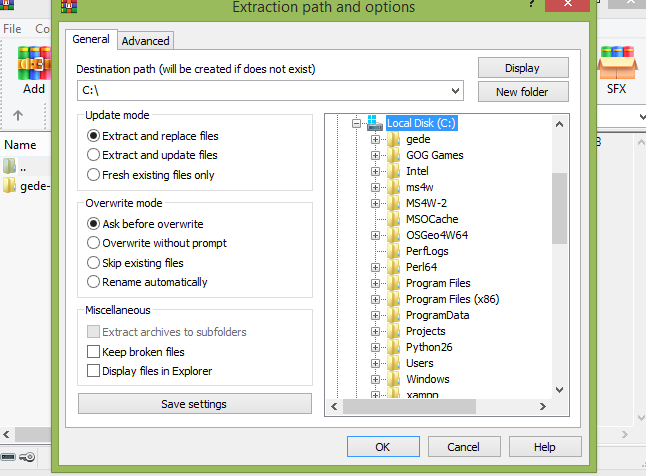 Extraction path and options
?
File Co
Add
SFX
Name
..
gede-
General Advanced
Destination path (will be created if does not exist)
C:\
Display
New folder
Update mode
Extract and replace files
Extract and update files
Fresh existing files only
Overwrite mode
Ask before overwrite
Overwrite without prompt
Skip existing files
Rename automatically
Miscellaneous
Extract archives to subfolders
Keep broken files
Display files in Explorer
Save settings
Local Disk (C:)
gede
GOG Games
Intel
ms4w
MS4W-2
MSOCache
OSGeo4W64
PerfLogs
Perl64
Program Files
Program Files (x86)
ProgramData
Projects
Python26
Users
Windows
xampp
OK Cancel Help